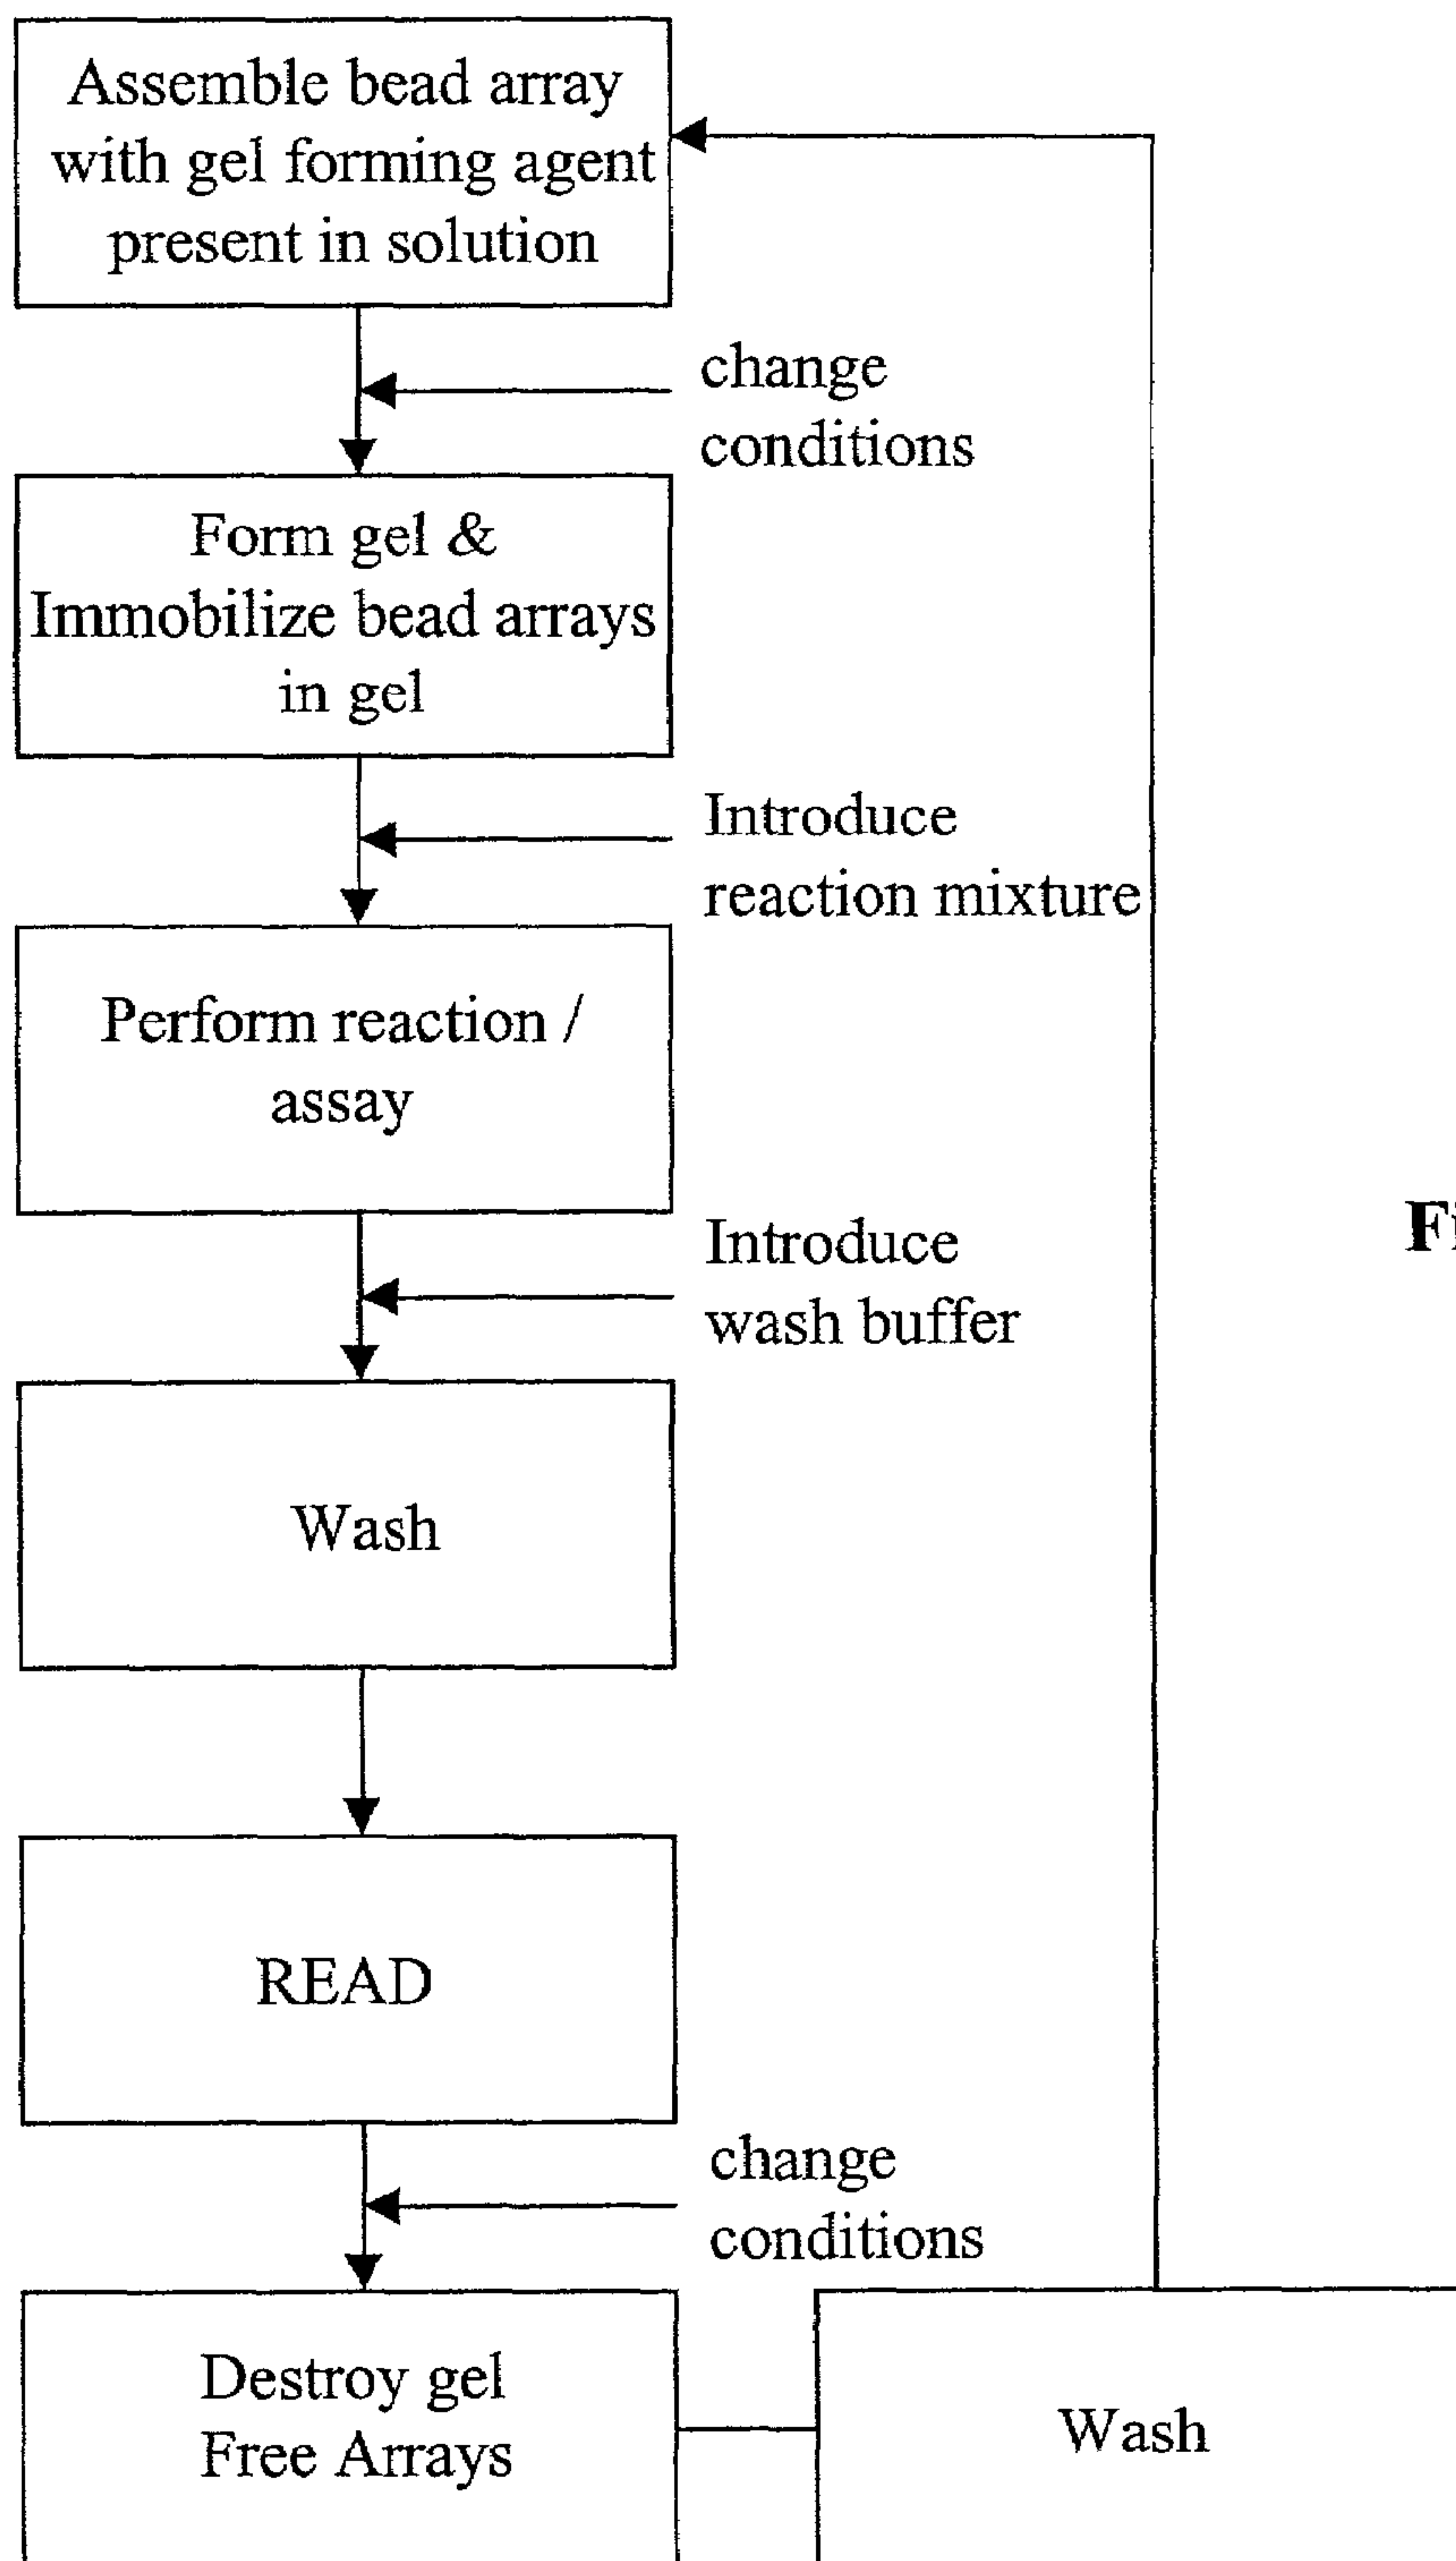 Assemble bead array
with gel forming agent
present in solution
change
conditions
Form gel &
Immobilize bead arrays
in gel
Introduce
reaction mixture
Perform reaction /
assay
Introduce
wash buffer
Wash
READ
change
conditions
Destroy gel
Free Arrays
Wash